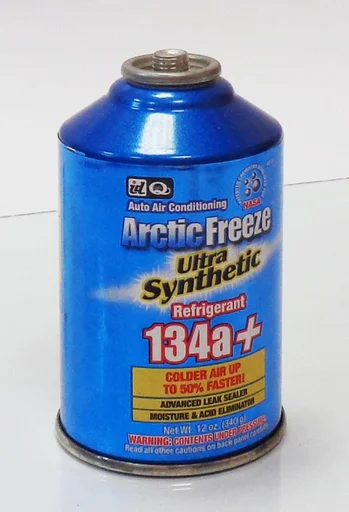 Auto Air Conditioning
NASA
Arctic Freeze
Ultra
Synthetic
Refrigerant
134a+
COLDER AIR UP
TO 50% FASTER!
ADVANCED LEAK SEALER
MOISTURE & ACID ELIMINATOR
Net Wt. 12 oz. (340 g)
WARNING: CONTENTS UNDER PRESSURE.
Read all other cautions on back panel